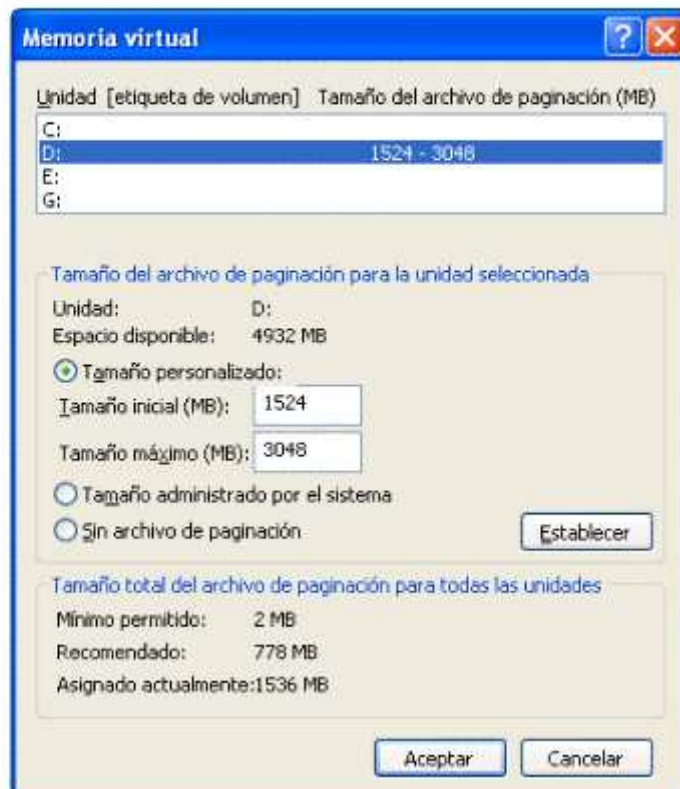 Memoria virtual
Unidad [etiqueta de volumen] Tamaño del archivo de paginación (MB)
C:
D: 1524 - 3048
E:
G:
Tamaño del archivo de paginación para la unidad seleccionada
Unidad: D:
Espacio disponible: 4932 MB
Tamaño personalizado:
Tamaño inicial (MB): 1524
Tamaño máximo (MB): 3048
Tamaño administrado por el sistema
Sin archivo de paginación
Establecer
Tamaño total del archivo de paginación para todas las unidades
Mínimo permitido: 2 MB
Recomendado: 778 MB
Asignado actualmente:1536 MB
Aceptar Cancelar